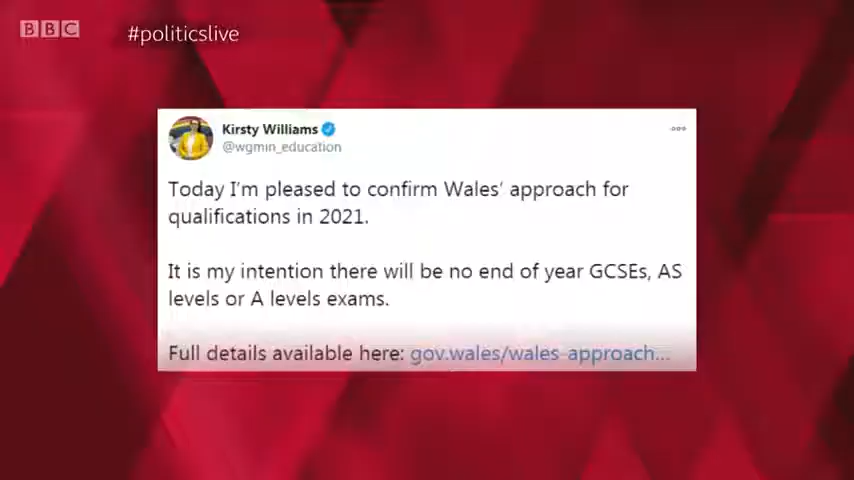 BBC
#politicslive
Kirsty Williams
@wgmin_education
Today I'm pleased to confirm Wales' approach for
qualifications in 2021.
It is my intention there will be no end of year GCSEs, AS
levels or A levels exams.
Full details available here: gov.wales/wales-approach...